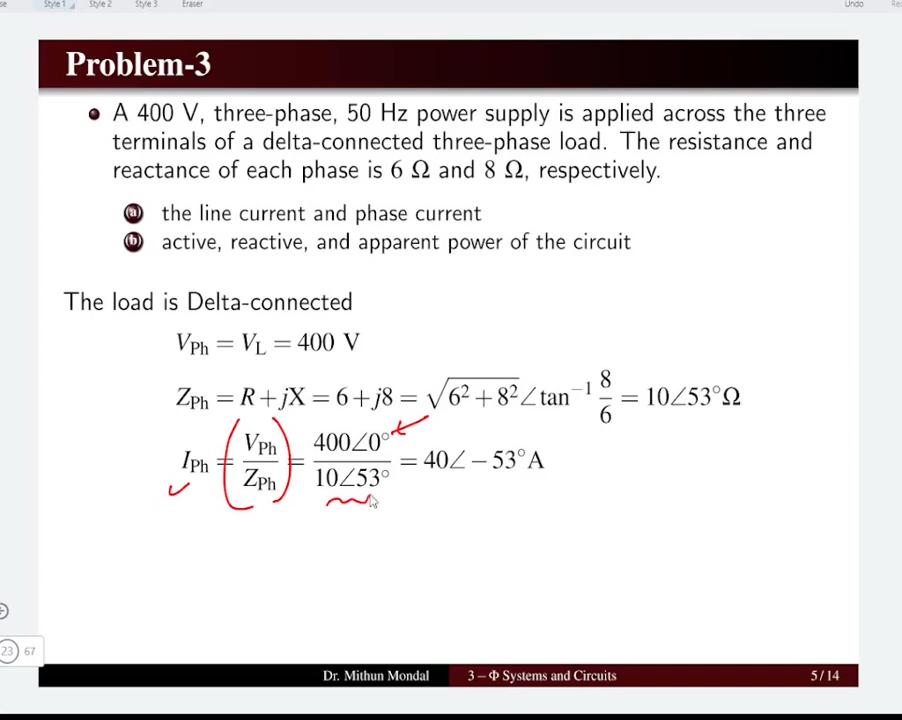 Style 1 Style 2 Style 3 Eraser Undo
Problem-3
A 400 V, three-phase, 50 Hz power supply is applied across the three
terminals of a delta-connected three-phase load. The resistance and
reactance of each phase is 6 Ω and 8 Ω, respectively.
(a) the line current and phase current
(b) active, reactive, and apparent power of the circuit
The load is Delta-connected
V_Ph = V_L = 400 V
Z_Ph = R + jX = 6 + j8 = √(6² + 8²)∠tan⁻¹ 8/6 = 10∠53°Ω
I_Ph = V_Ph/Z_Ph = 400∠0°/10∠53° = 40∠ − 53°A
23 67
Dr. Mithun Mondal 3 – Φ Systems and Circuits 5 / 14